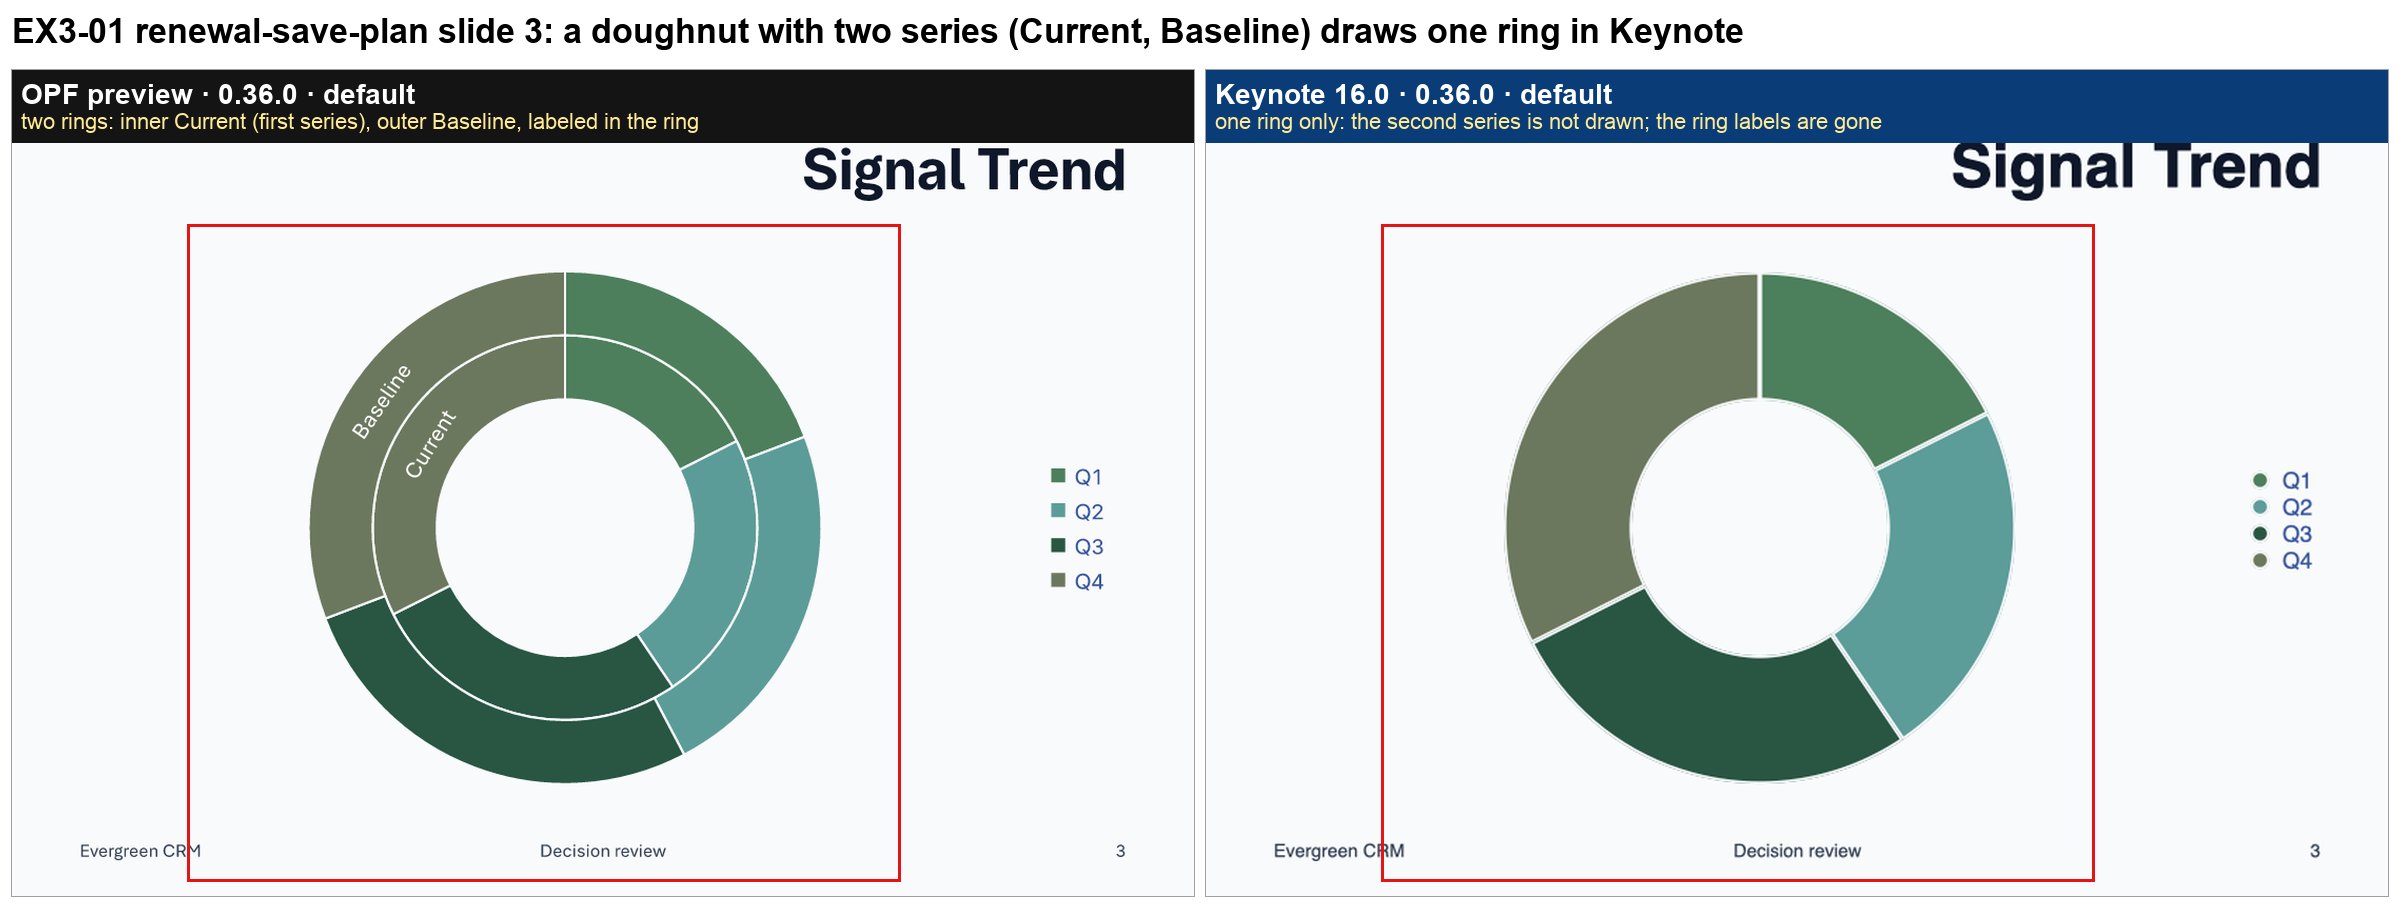 EX3-01 renewal-save-plan slide 3: a doughnut with two series (Current, Baseline) draws one ring in Keynote
OPF preview · 0.36.0 · default
two rings: inner Current (first series), outer Baseline, labeled in the ring
Signal Trend
Baseline
Current
Q1
Q2
Q3
Q4
Evergreen CRM
Decision review
3
Keynote 16.0 · 0.36.0 · default
one ring only: the second series is not drawn; the ring labels are gone
Signal Trend
Q1
Q2
Q3
Q4
Evergreen CRM
Decision review
3